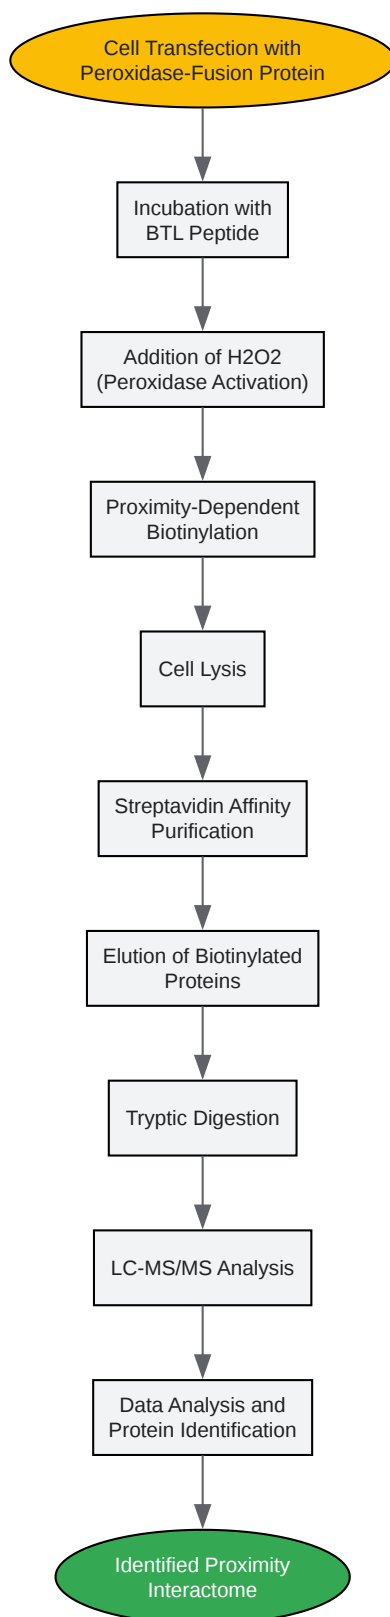 Cell Transfection with
Peroxidase-Fusion Protein
Incubation with
BTL Peptide
Addition of H2O2
(Peroxidase Activation)
Proximity-Dependent
Biotinylation
Cell Lysis
Streptavidin Affinity
Purification
Elution of Biotinylated
Proteins
Tryptic Digestion
LC-MS/MS Analysis
Data Analysis and
Protein Identification
Identified Proximity
Interactome